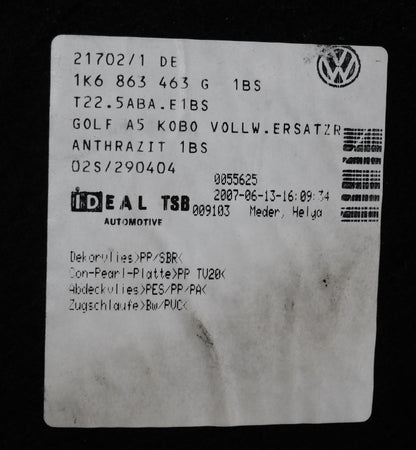 21702/1 DE
1K6 863 463 G 1BS
T22.5ABA.E1BS
GOLF A5 KOBO VOLLW.ERSATZR
ANTHRAZIT 1BS
02S/290404
0055625
IDEAL TSB 2007-06-13-16:09:34
AUTOMOTIVE 009103 Meder, Helga
Dekorvlies>PP/SBR<
Con-Pearl-Platte>PP TV20<
Abdeckvlies>PES/PP/PA<
Zugschlaufe>Bw/PVC<